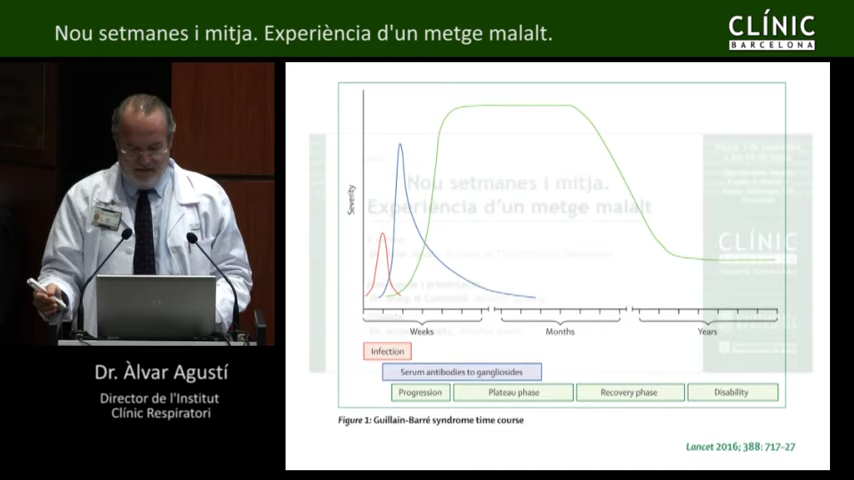 Nou setmanes i mitja. Experiència d'un metge malalt.
CLÍNIC
BARCELONA
Nou setmanes i mitja.
Experiència d'un metge malalt
CLÍNIC
Severity
Weeks
Months
Years
Infection
Serum antibodies to gangliosides
Progression
Plateau phase
Recovery phase
Disability
Figure 1: Guillain-Barré syndrome time course
Lancet 2016; 388: 717–27
Dr. Àlvar Agustí
Director de l'Institut
Clínic Respiratori